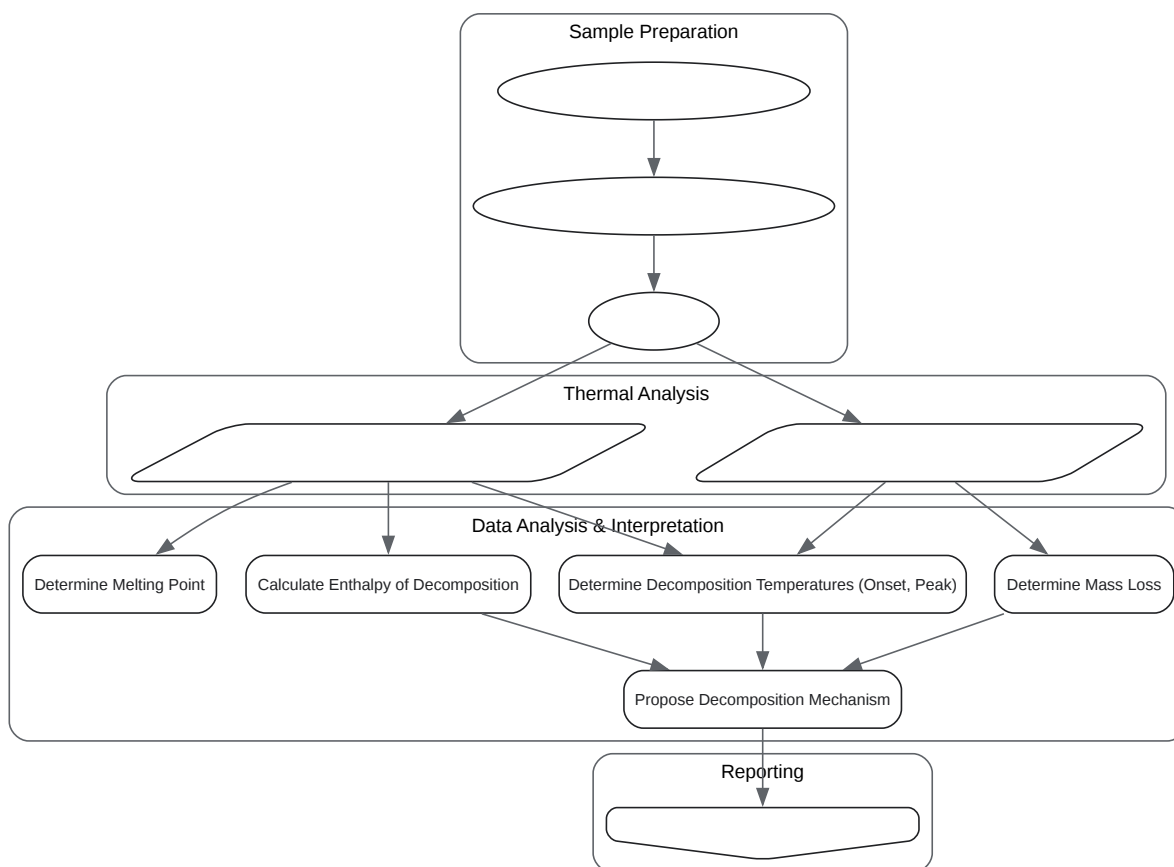 Sample Preparation
Thermal Analysis
Data Analysis & Interpretation
Determine Melting Point
Calculate Enthalpy of Decomposition
Determine Decomposition Temperatures (Onset, Peak)
Determine Mass Loss
Propose Decomposition Mechanism
Reporting